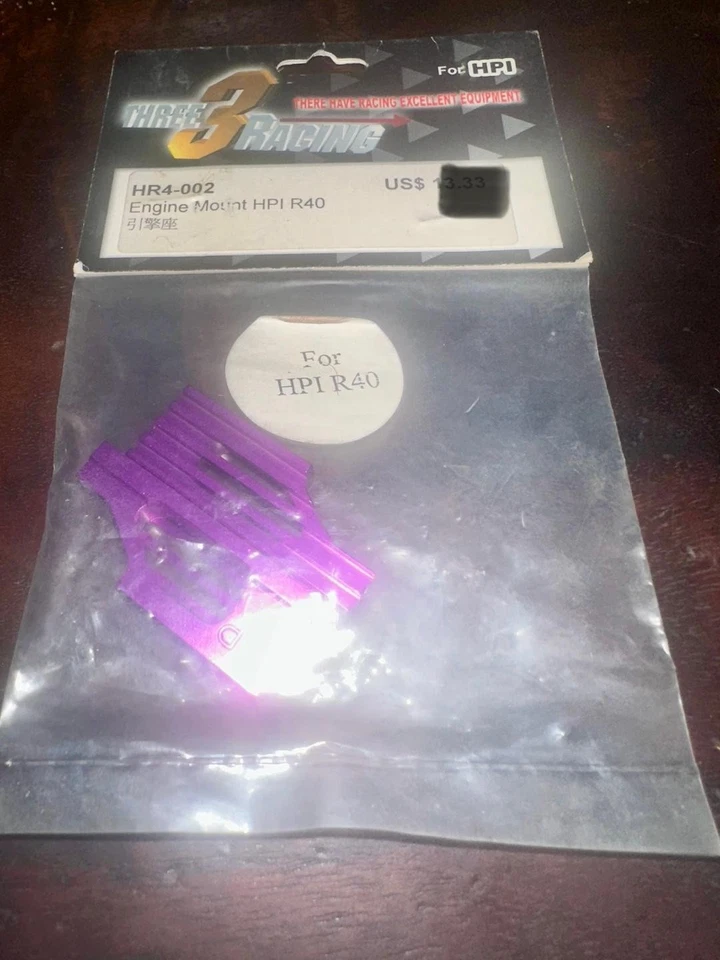 For HPI
THREE 3 RACING
THERE HAVE RACING EXCELLENT EQUIPMENT
HR4-002 US$ 13.33
Engine Mount HPI R40
引擎座
For
HPI R40